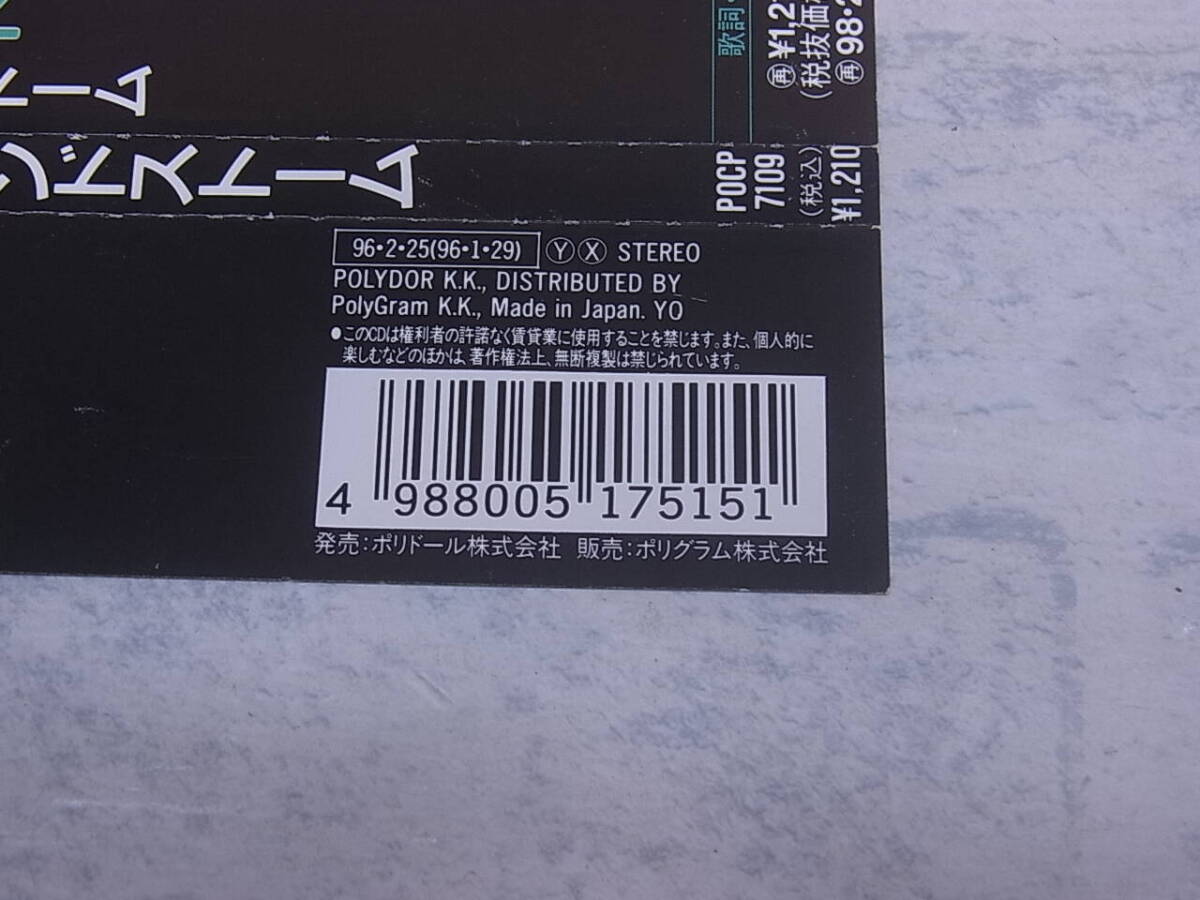 ートーム
ンドストーム
歌詞・
㊥¥1,2
(税抜価
㊥98・2
POCP
7109
(税込)
¥1,210
96・2・25(96・1・29) Ⓨ Ⓧ STEREO
POLYDOR K.K., DISTRIBUTED BY
PolyGram K.K., Made in Japan. YO
●このCDは権利者の許諾なく賃貸業に使用することを禁じます。また、個人的に
楽しむなどのほかは、著作権法上、無断複製は禁じられています。
4 988005 175151
発売：ポリドール株式会社 販売：ポリグラム株式会社